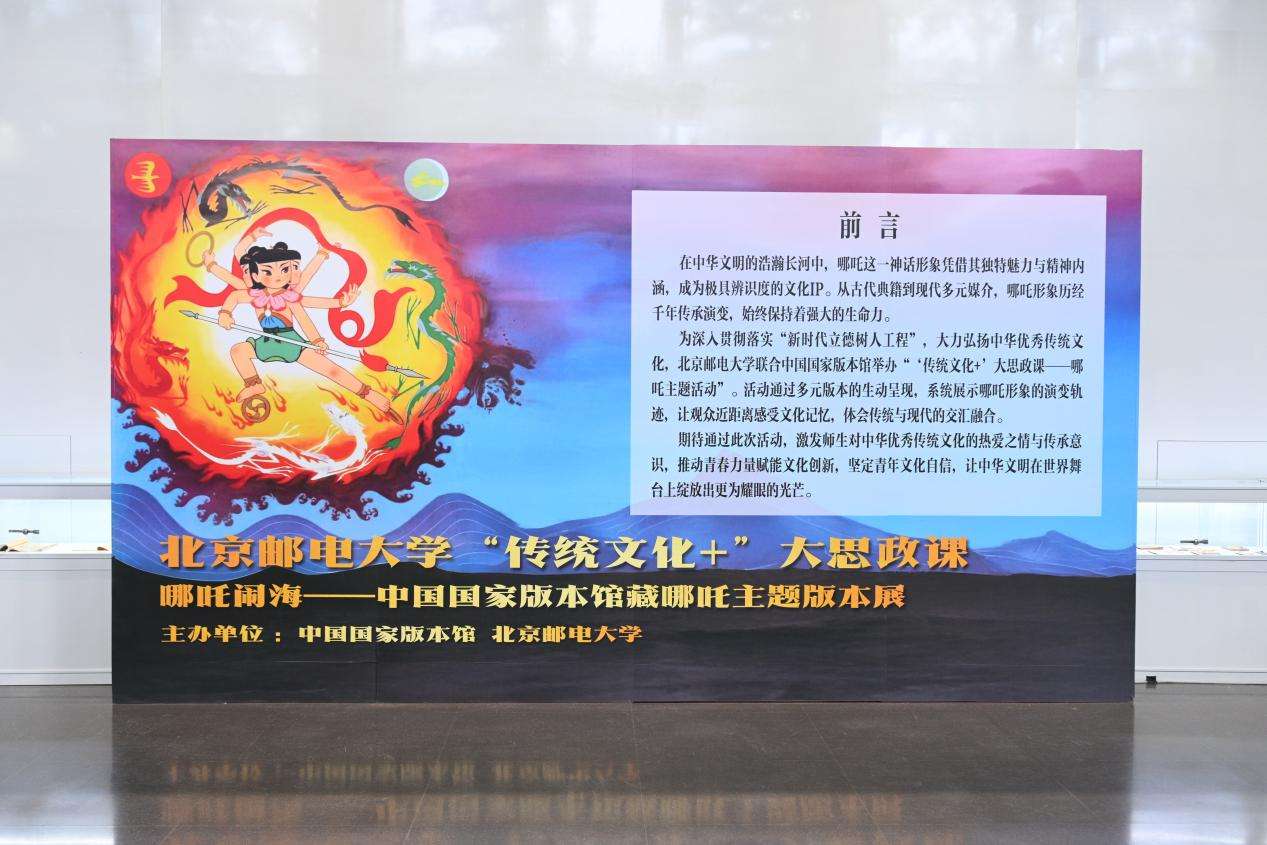 前言
在中华文明的浩瀚长河中，哪吒这一神话形象凭借其独特魅力与精神内
涵，成为极具辨识度的文化IP。从古代典籍到现代多元媒介，哪吒形象历经
千年传承演变，始终保持着强大的生命力。
为深入贯彻落实“新时代立德树人工程”，大力弘扬中华优秀传统文
化，北京邮电大学联合中国国家版本馆举办“‘传统文化+’大思政课——哪
吒主题活动”。活动通过多元版本的生动呈现，系统展示哪吒形象的演变轨
迹，让观众近距离感受文化记忆，体会传统与现代的交汇融合。
期待通过此次活动，激发师生对中华优秀传统文化的热爱之情与传承意
识，推动青春力量赋能文化创新，坚定青年文化自信，让中华文明在世界舞
台上绽放出更为耀眼的光芒。
北京邮电大学“传统文化+”大思政课
哪吒闹海——中国国家版本馆藏哪吒主题版本展
主办单位：中国国家版本馆 北京邮电大学